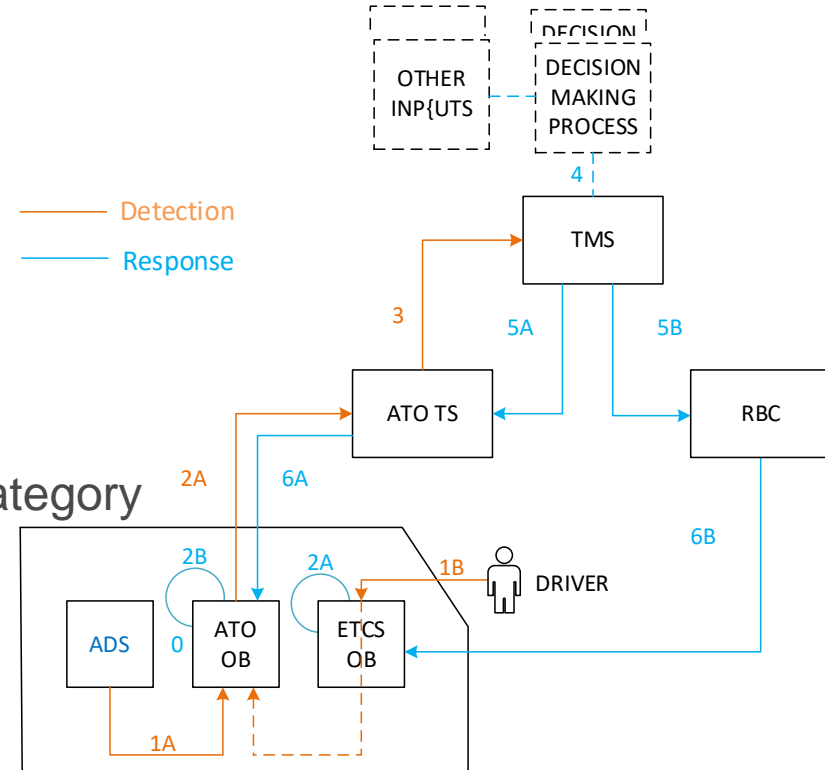 DECISION
OTHER
INP{UTS
DECISION
MAKING
PROCESS
4
Detection
Response
TMS
3
5A
5B
ATO TS
RBC
ategory
2A
6A
6B
2B
2A
1B
DRIVER
ADS
0
ATO
OB
ETCS
OB
1A